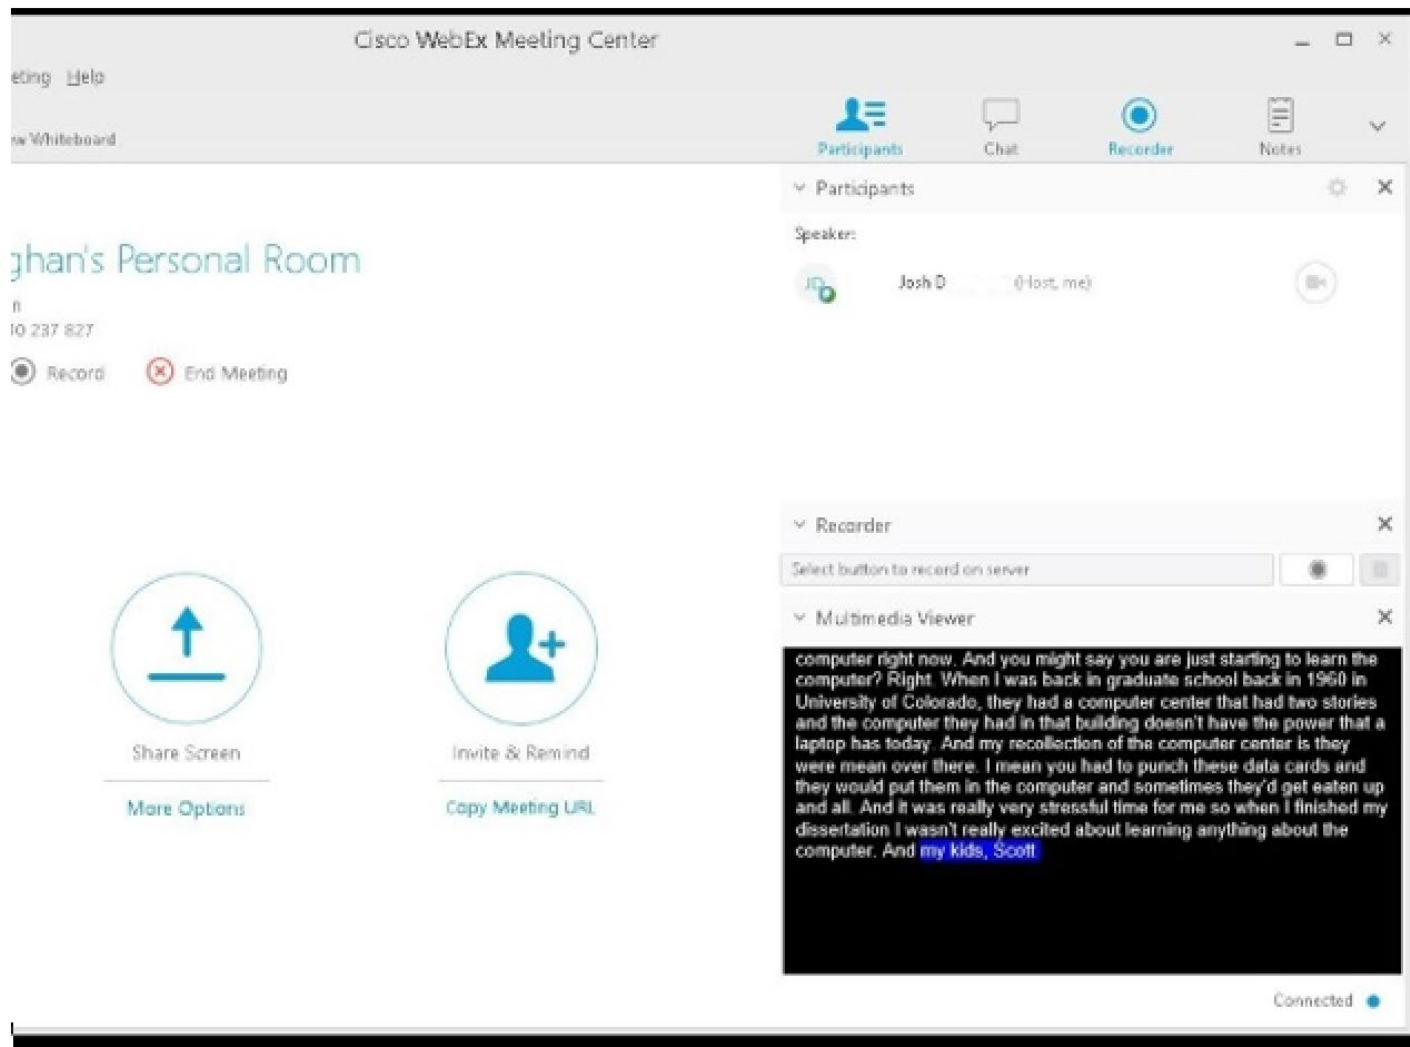 Cisco WebEx Meeting Center
eting Help
Participants
Chat
Recorder
Notes
w Whiteboard
Participants
Speaker:
JD
Josh D (Host, me)
ghan's Personal Room
n
10 237 827
Record
End Meeting
Recorder
Select button to record on server
Multimedia Viewer
computer right now. And you might say you are just starting to learn the
computer? Right. When I was back in graduate school back in 1960 in
University of Colorado, they had a computer center that had two stories
and the computer they had in that building doesn't have the power that a
laptop has today. And my recollection of the computer center is they
were mean over there. I mean you had to punch these data cards and
they would put them in the computer and sometimes they'd get eaten up
and all. And it was really very stressful time for me so when I finished my
dissertation I wasn't really excited about learning anything about the
computer. And my kids, Scott
Share Screen
More Options
Invite & Remind
Copy Meeting URL
Connected